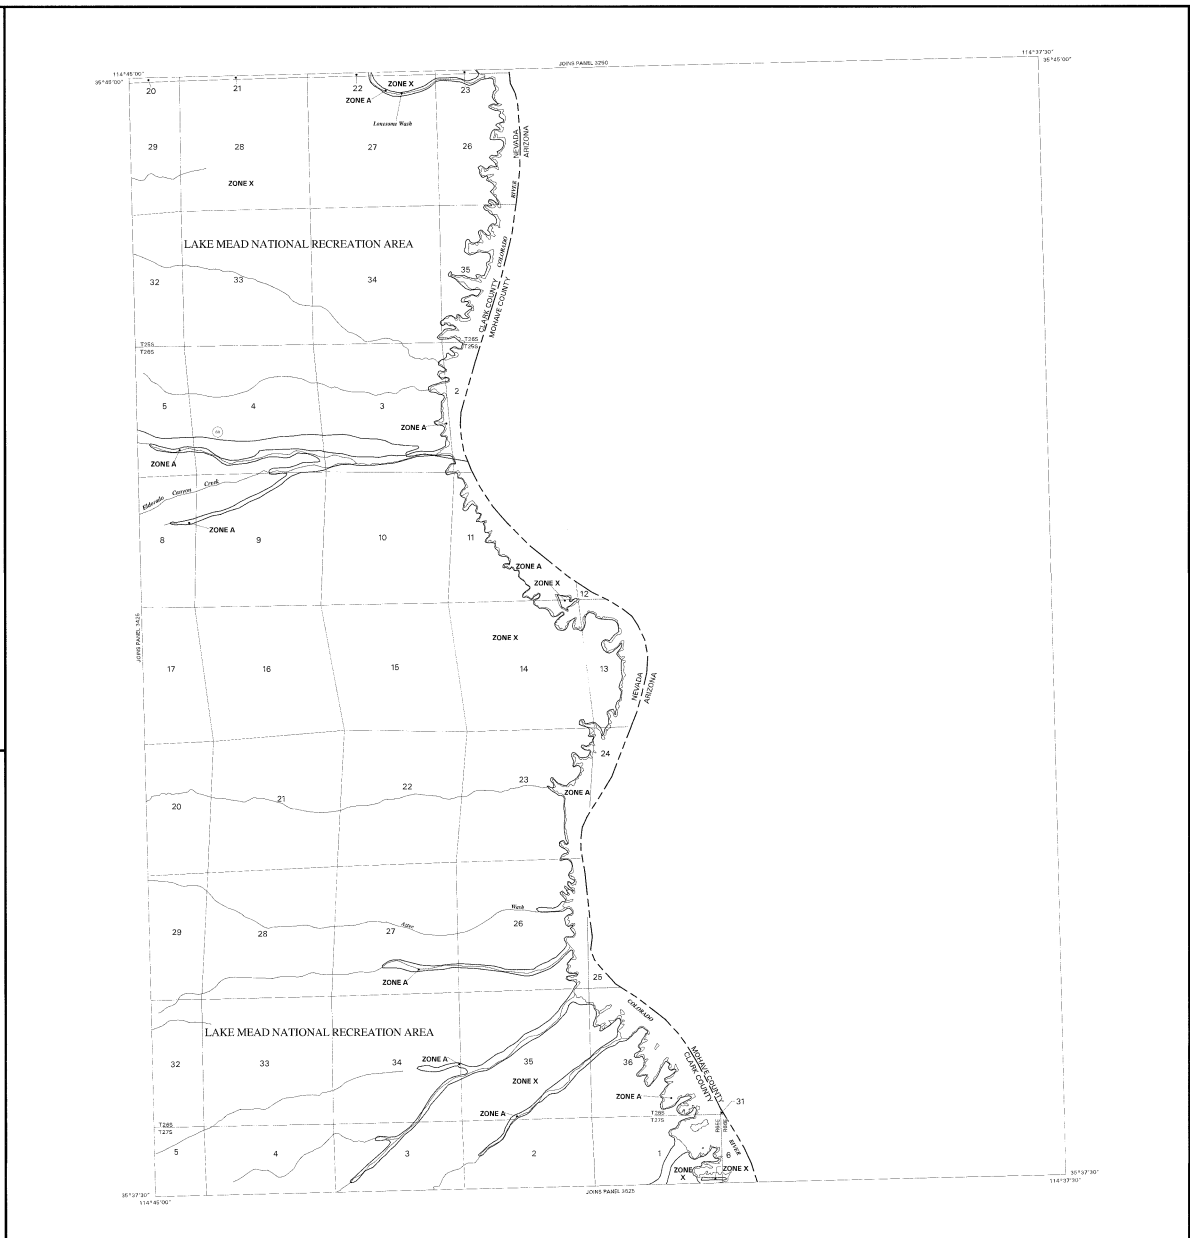 114°37'30"
JOINS PANEL 3250
35°45'00"
114°45'00"
35°45'00"
20
21
22
ZONE X
23
ZONE A
Lonesome Wash
NEVADA
ARIZONA
29
28
27
26
ZONE X
RIVER
LAKE MEAD NATIONAL RECREATION AREA
COLORADO
32
33
34
35
CLARK COUNTY
MOHAVE COUNTY
T25S
T26S
T26S
T25S
2
5
4
3
ZONE A
ZONE A
Eldorado Canyon Creek
ZONE A
8
9
10
11
ZONE A
ZONE X
12
JOINS PANEL 3425
ZONE X
17
16
15
14
13
NEVADA
ARIZONA
24
20
21
22
23
ZONE A
Wash
Aztec
29
28
27
26
ZONE A
25
COLORADO
LAKE MEAD NATIONAL RECREATION AREA
32
33
34
ZONE A
35
36
MOHAVE COUNTY
CLARK COUNTY
ZONE X
ZONE A
ZONE A
31
T26S
T27S
T26S
T27S
R65E
R66E
RIVER
5
4
3
2
1
6
ZONE
X
ZONE X
35°37'30"
114°45'00"
JOINS PANEL 3625
35°37'30"
114°37'30"